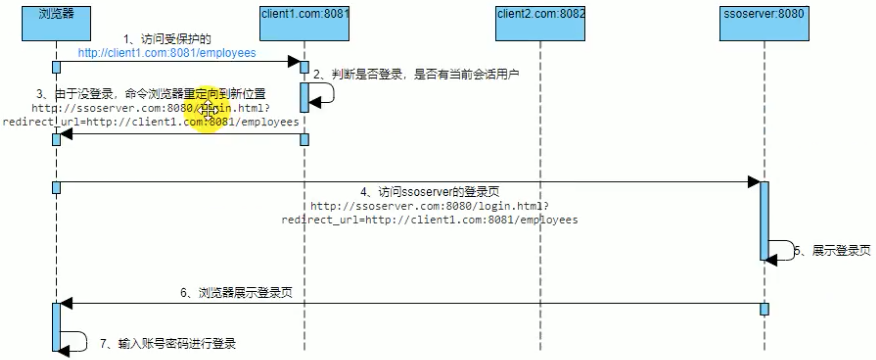 浏览器
client1.com:8081
client2.com:8082
ssoserver:8080
1、访问受保护的
http://client1.com:8081/employees
2、判断是否登录，是否有当前会话用户
3、由于没登录，命令浏览器重定向到新位置
http://ssoserver.com:8080/login.html?
redirect_url=http://client1.com:8081/employees
4、访问ssoserver的登录页
http://ssoserver.com:8080/login.html?
redirect_url=http://client1.com:8081/employees
5、展示登录页
6、浏览器展示登录页
7、输入账号密码进行登录